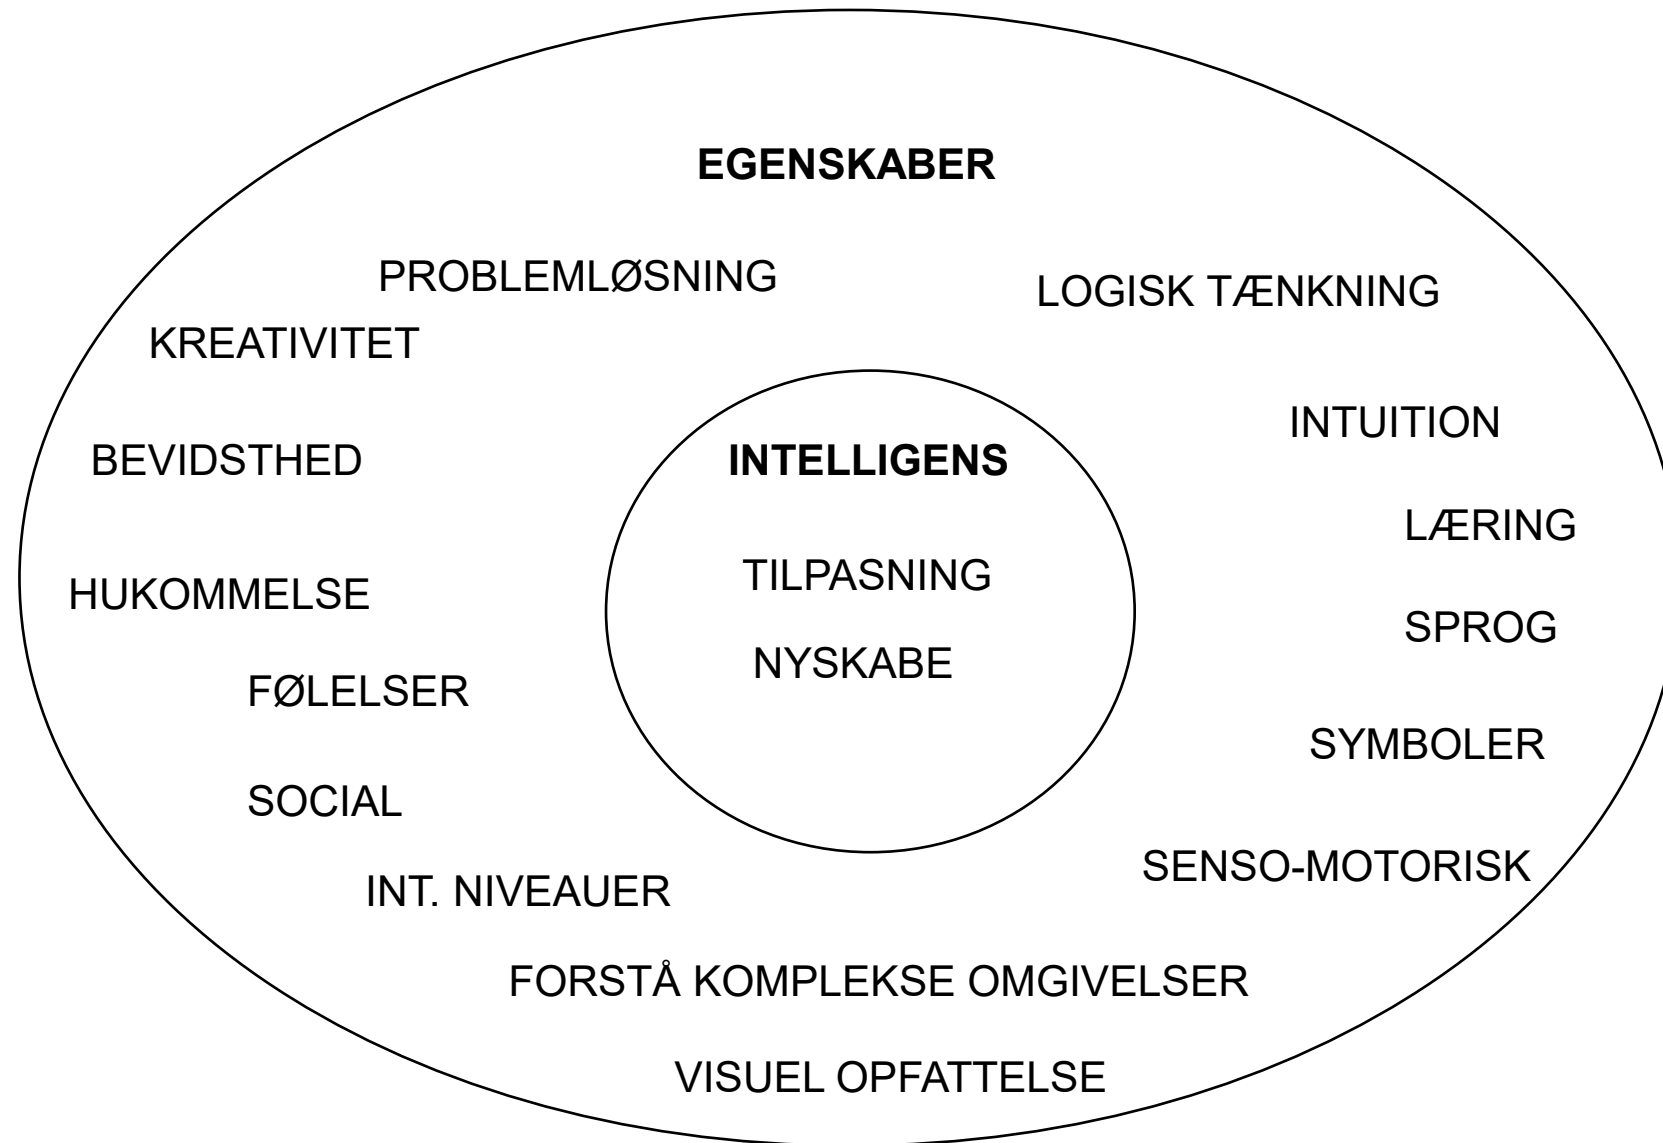 EGENSKABER
PROBLEMLØSNING
LOGISK TÆNKNING
KREATIVITET
INTUITION
BEVIDSTHED
INTELLIGENS
LÆRING
TILPASNING
HUKOMMELSE
SPROG
NYSKABE
FØLELSER
SYMBOLER
SOCIAL
SENSO-MOTORISK
INT. NIVEAUER
FORSTÅ KOMPLEKSE OMGIVELSER
VISUEL OPFATTELSE